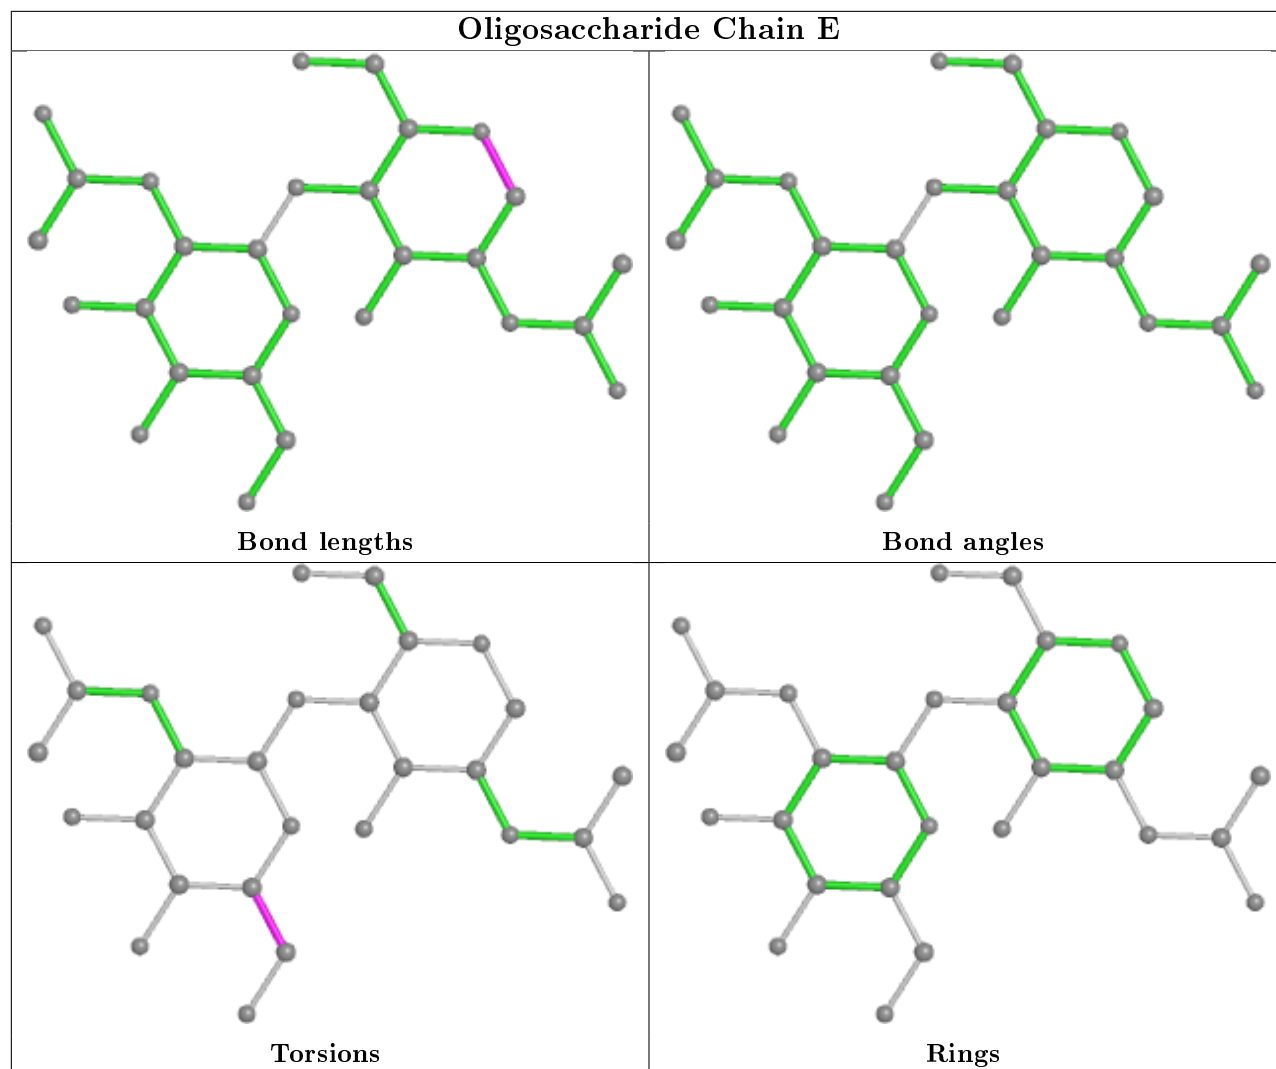 Oligosaccharide Chain E
Bond lengths
Bond angles
Torsions
Rings